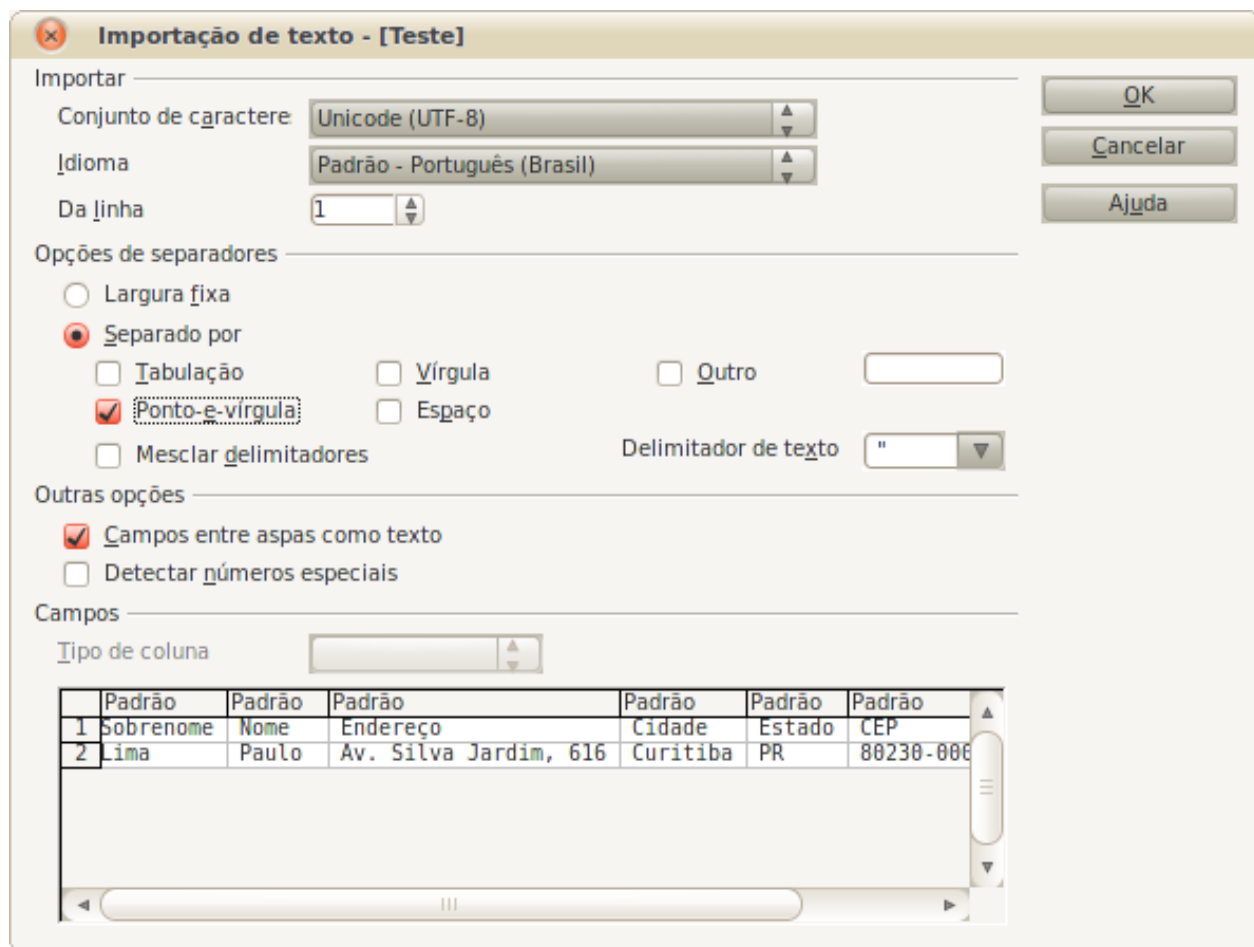 Importação de texto - [Teste]
Importar
OK
Conjunto de caractere
Unicode (UTF-8)
Cancelar
Idioma
Padrão - Português (Brasil)
Ajuda
Da linha
1
Opções de separadores
Largura fixa
Separado por
Tabulação
Vírgula
Outro
Ponto-e-vírgula
Espaço
Mesclar delimitadores
Delimitador de texto
"
Outras opções
Campos entre aspas como texto
Detectar números especiais
Campos
Tipo de coluna
Padrão Padrão Padrão Padrão Padrão Padrão
1 Sobrenome Nome Endereço Cidade Estado CEP
2 Lima Paulo Av. Silva Jardim, 616 Curitiba PR 80230-000